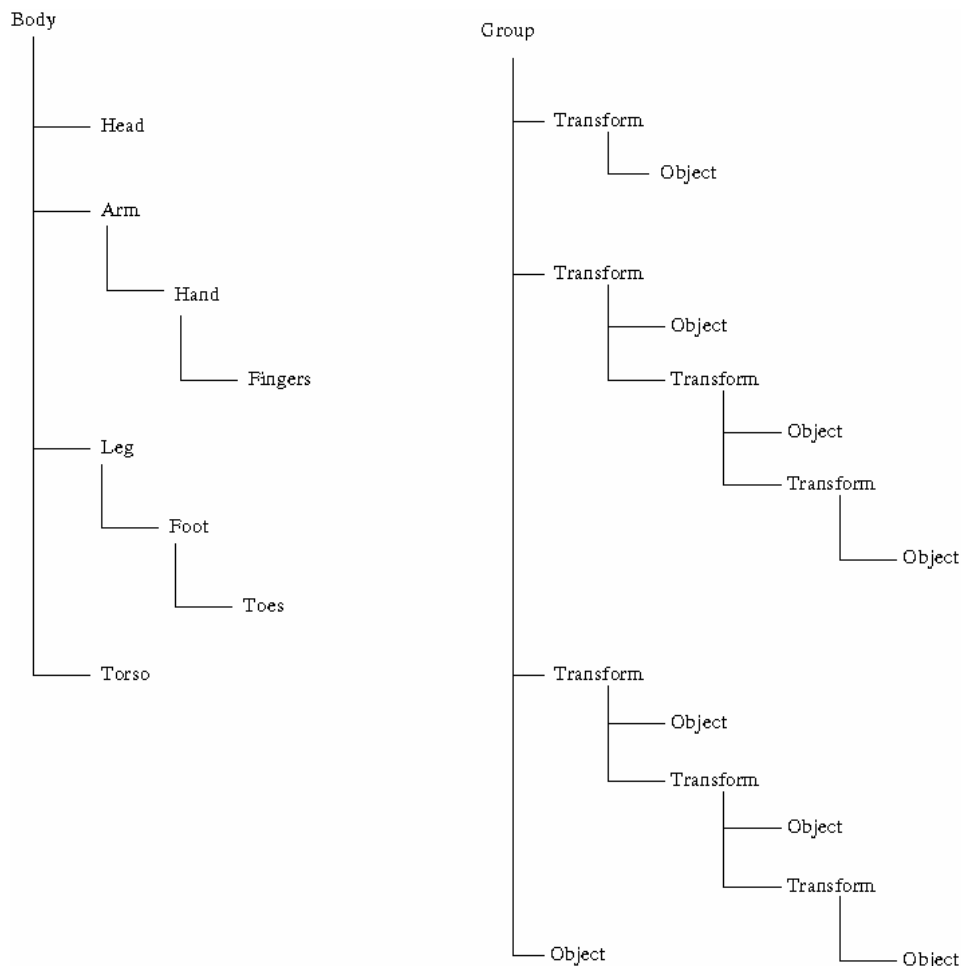 Body
Head
Arm
Hand
Fingers
Leg
Foot
Toes
Torso
Group
Transform
Object
Transform
Object
Transform
Object
Transform
Object
Transform
Object
Transform
Object
Transform
Object
Object